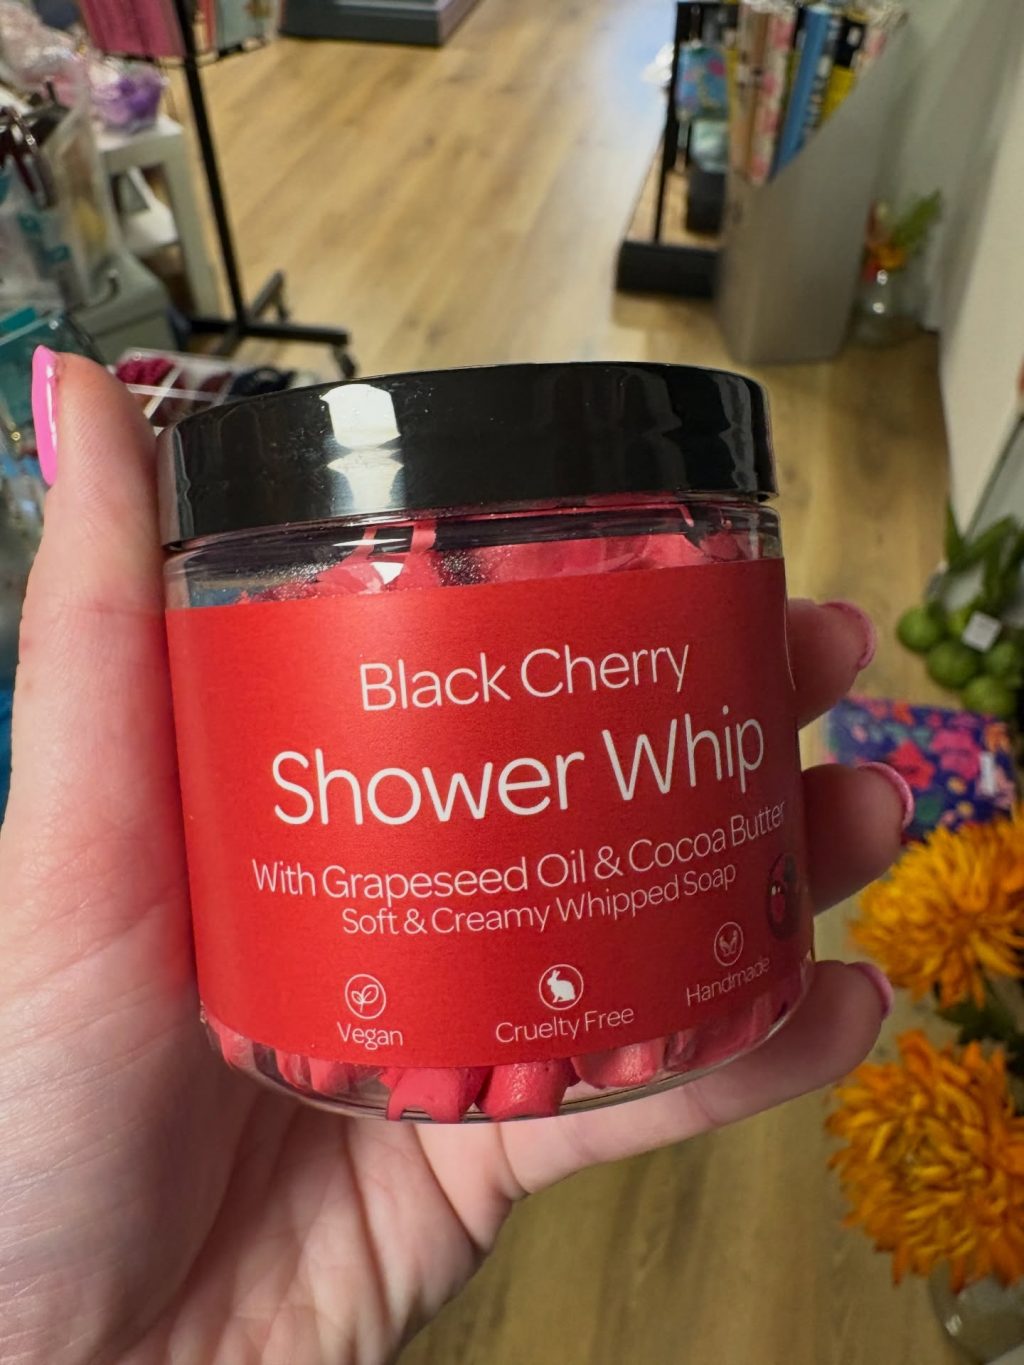 Black Cherry
Shower Whip
With Grapeseed Oil & Cocoa Butter
Soft & Creamy Whipped Soap
Vegan
Cruelty Free
Handmade